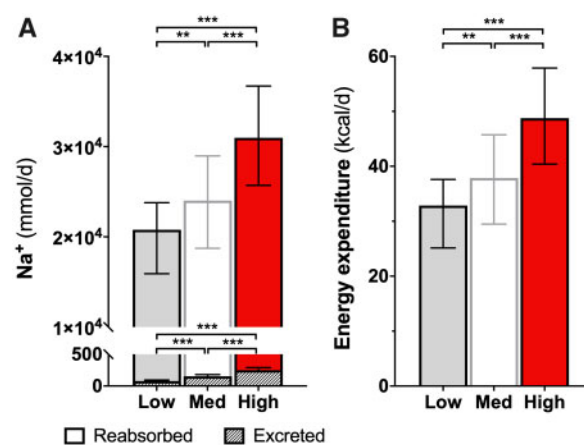 A
B
***
** ***
***
** ***
Na⁺ (mmol/d)
4×10⁴
3×10⁴
2×10⁴
1×10⁴
500
0
***
*** ***
Low Med High
Energy expenditure (kcal/d)
60
40
20
0
Low Med High
Reabsorbed Excreted